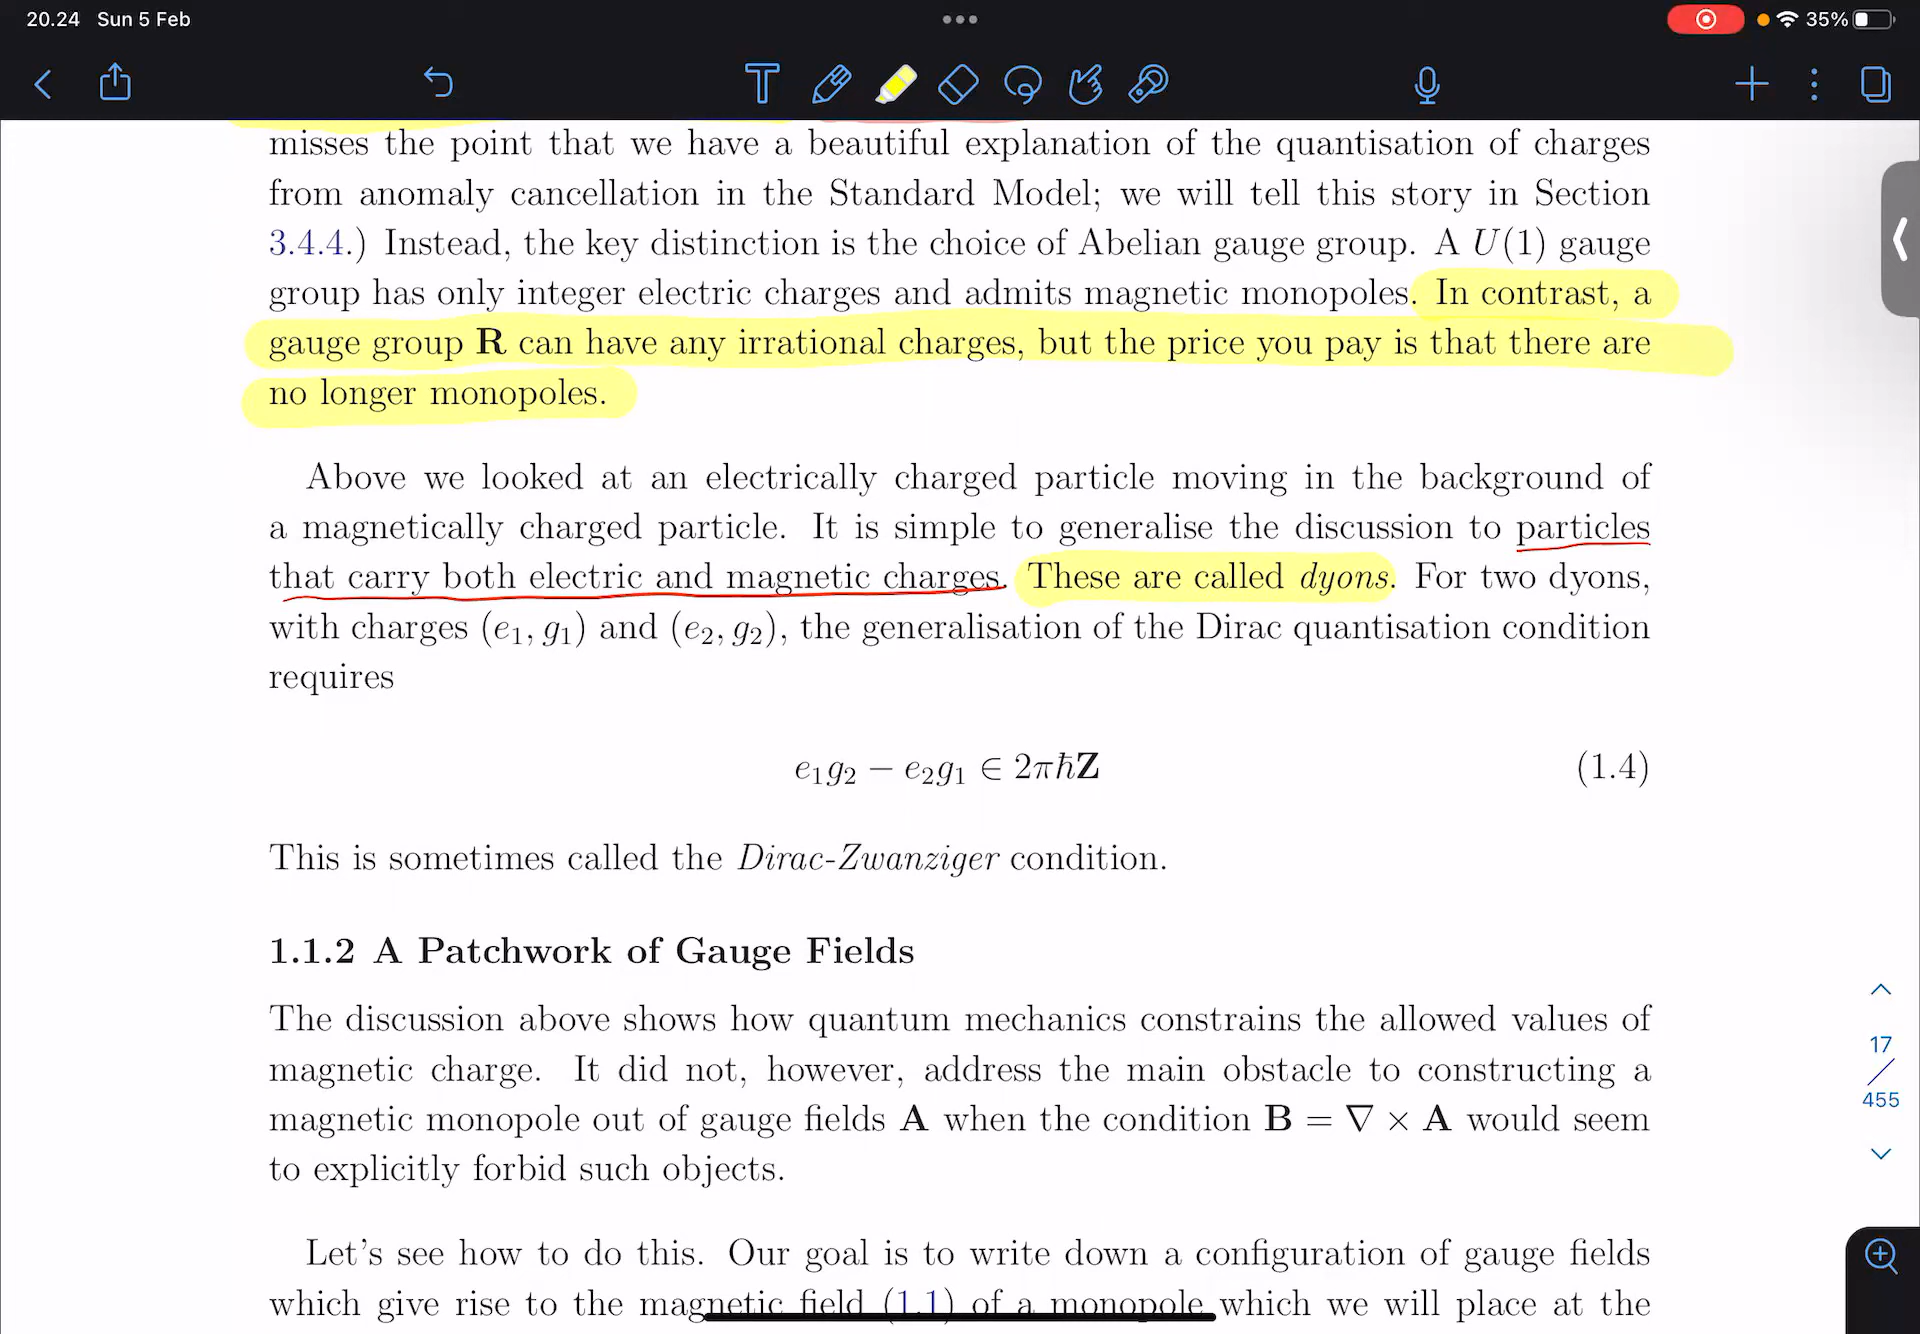 20.24 Sun 5 Feb
35%
misses the point that we have a beautiful explanation of the quantisation of charges
from anomaly cancellation in the Standard Model; we will tell this story in Section
3.4.4.) Instead, the key distinction is the choice of Abelian gauge group. A U(1) gauge
group has only integer electric charges and admits magnetic monopoles. In contrast, a
gauge group R can have any irrational charges, but the price you pay is that there are
no longer monopoles.
Above we looked at an electrically charged particle moving in the background of
a magnetically charged particle. It is simple to generalise the discussion to particles
that carry both electric and magnetic charges. These are called dyons. For two dyons,
with charges (e₁, g₁) and (e₂, g₂), the generalisation of the Dirac quantisation condition
requires
e₁g₂ − e₂g₁ ∈ 2πℏZ (1.4)
This is sometimes called the Dirac-Zwanziger condition.
1.1.2 A Patchwork of Gauge Fields
The discussion above shows how quantum mechanics constrains the allowed values of
magnetic charge. It did not, however, address the main obstacle to constructing a
magnetic monopole out of gauge fields A when the condition B = ∇ × A would seem
to explicitly forbid such objects.
Let's see how to do this. Our goal is to write down a configuration of gauge fields
which give rise to the magnetic field (1.1) of a monopole which we will place at the
17
/
455